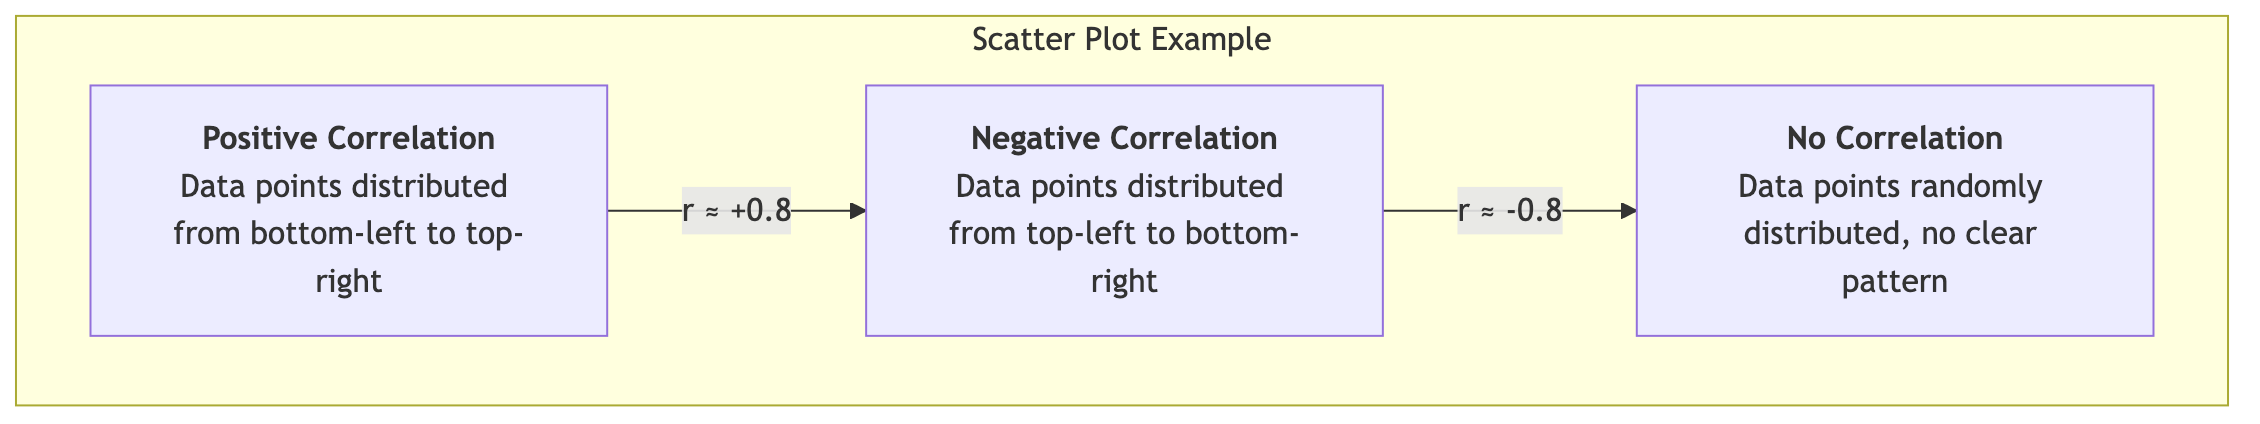 Scatter Plot Example
Positive Correlation
Data points distributed
from bottom-left to top-
right
r ≈ +0.8
Negative Correlation
Data points distributed
from top-left to bottom-
right
r ≈ -0.8
No Correlation
Data points randomly
distributed, no clear
pattern